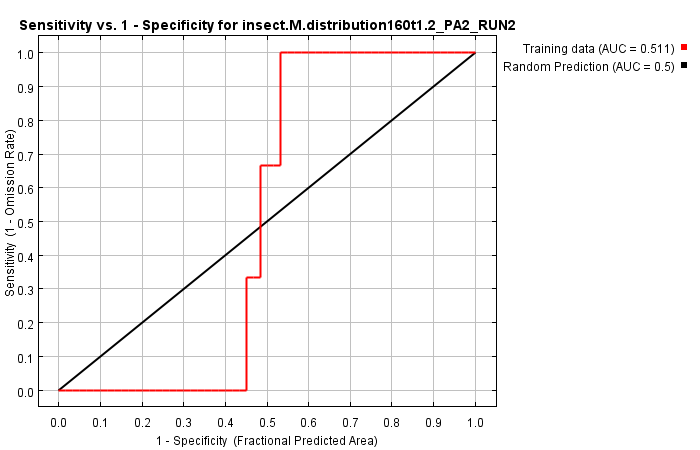 Sensitivity vs. 1 - Specificity for insect.M.distribution160t1.2_PA2_RUN2
Training data (AUC = 0.511)
Random Prediction (AUC = 0.5)
Sensitivity (1 - Omission Rate)
1.0
0.9
0.8
0.7
0.6
0.5
0.4
0.3
0.2
0.1
0.0
0.0 0.1 0.2 0.3 0.4 0.5 0.6 0.7 0.8 0.9 1.0
1 - Specificity (Fractional Predicted Area)